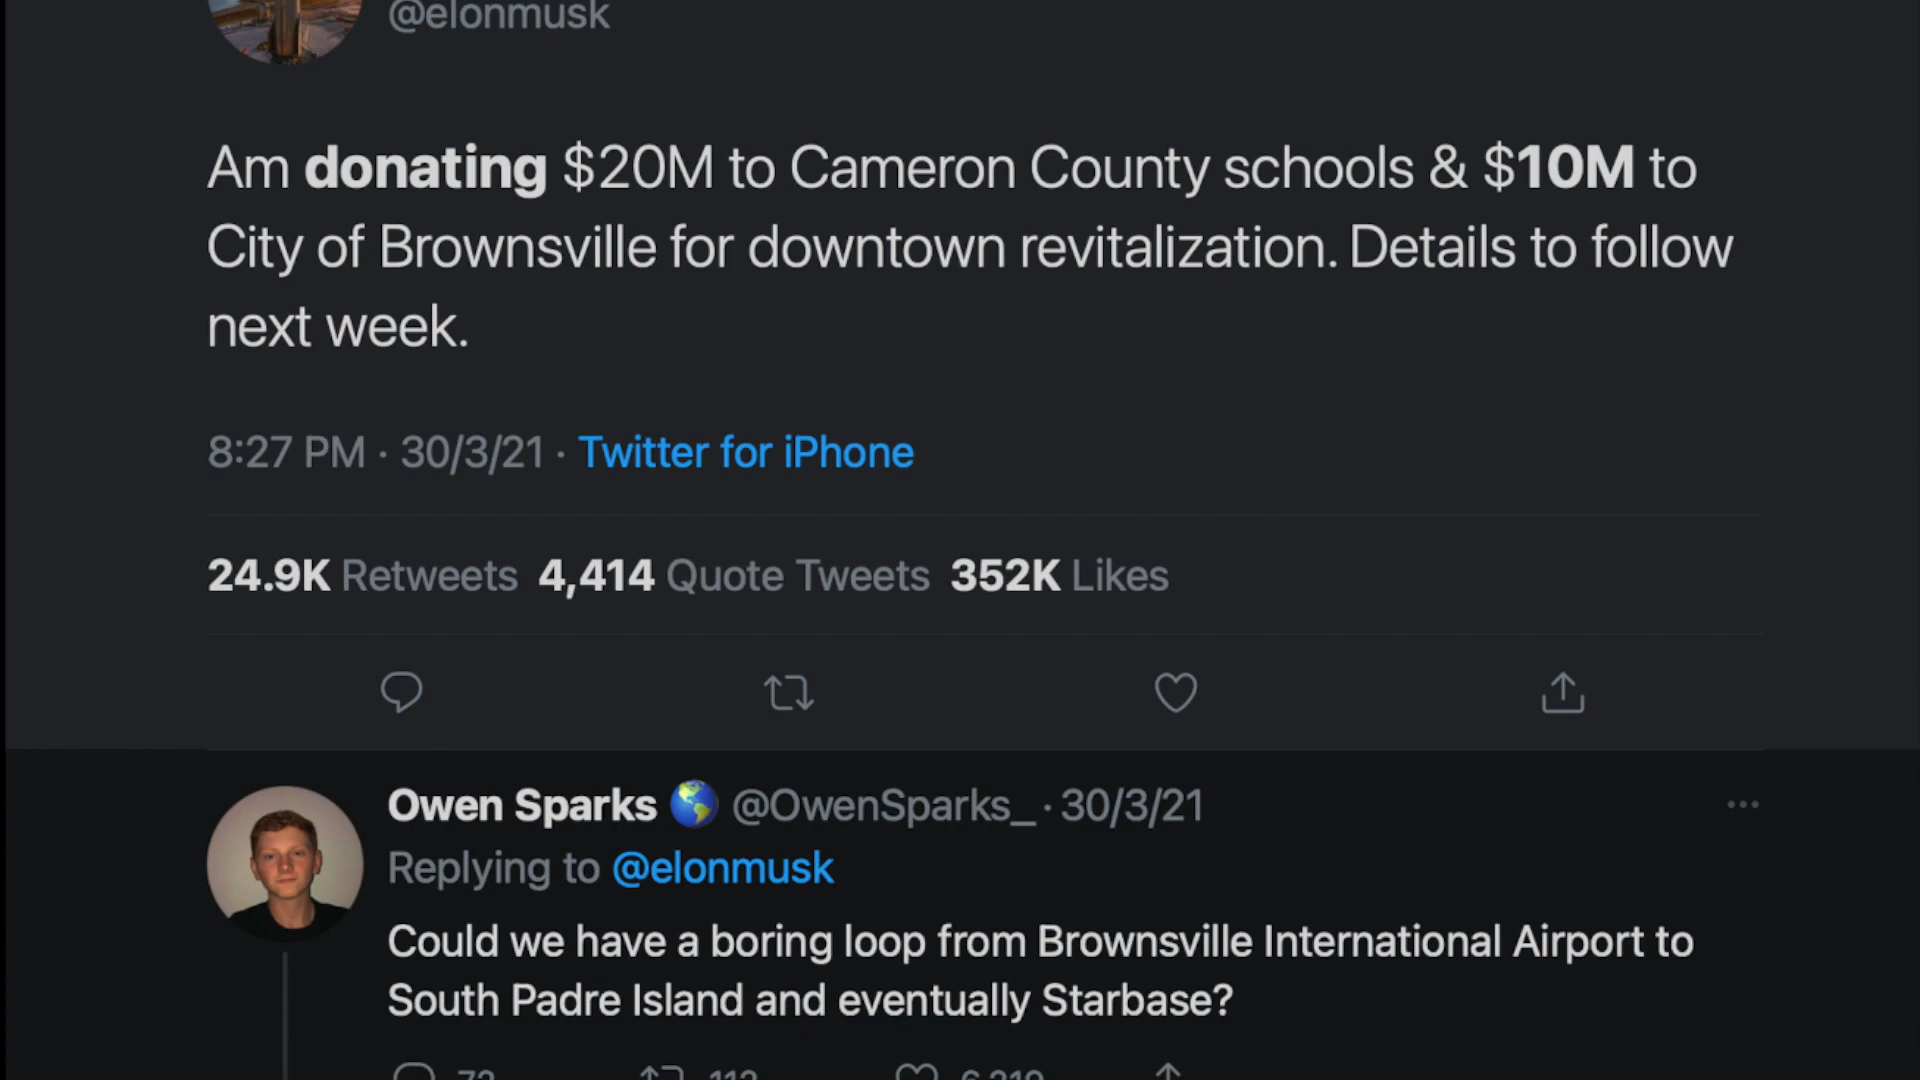 @elonmusk
Am donating $20M to Cameron County schools & $10M to
City of Brownsville for downtown revitalization. Details to follow
next week.
8:27 PM · 30/3/21 · Twitter for iPhone
24.9K Retweets 4,414 Quote Tweets 352K Likes
Owen Sparks 🌎 @OwenSparks_ · 30/3/21
Replying to @elonmusk
Could we have a boring loop from Brownsville International Airport to
South Padre Island and eventually Starbase?